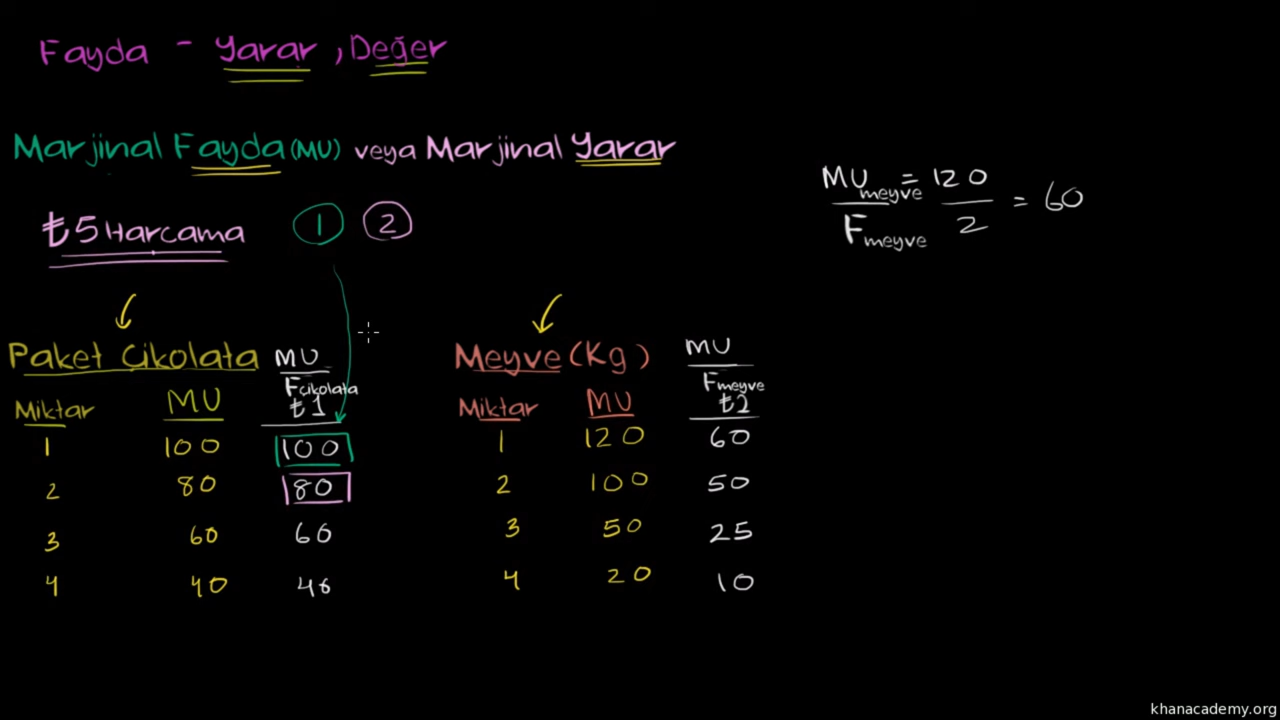 Fayda - Yarar, Değer
Marjinal Fayda (MU) veya Marjinal Yarar
₺5 Harcama 1 2
MU meyve = 120
F meyve 2 = 60
Paket Cikolata MU
F cikolata
₺1
Miktar MU
1 100 100
2 80 80
3 60 60
4 40 40
Meyve (Kg) MU
F meyve
₺2
Miktar MU
1 120 60
2 100 50
3 50 25
4 20 10
khanacademy.org